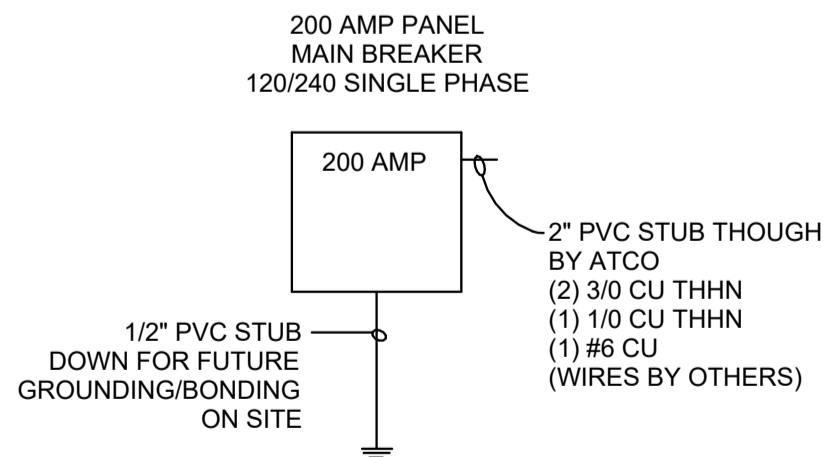 200 AMP PANEL
MAIN BREAKER
120/240 SINGLE PHASE
200 AMP
2" PVC STUB THOUGH
BY ATCO
(2) 3/0 CU THHN
(1) 1/0 CU THHN
(1) #6 CU
(WIRES BY OTHERS)
1/2" PVC STUB
DOWN FOR FUTURE
GROUNDING/BONDING
ON SITE